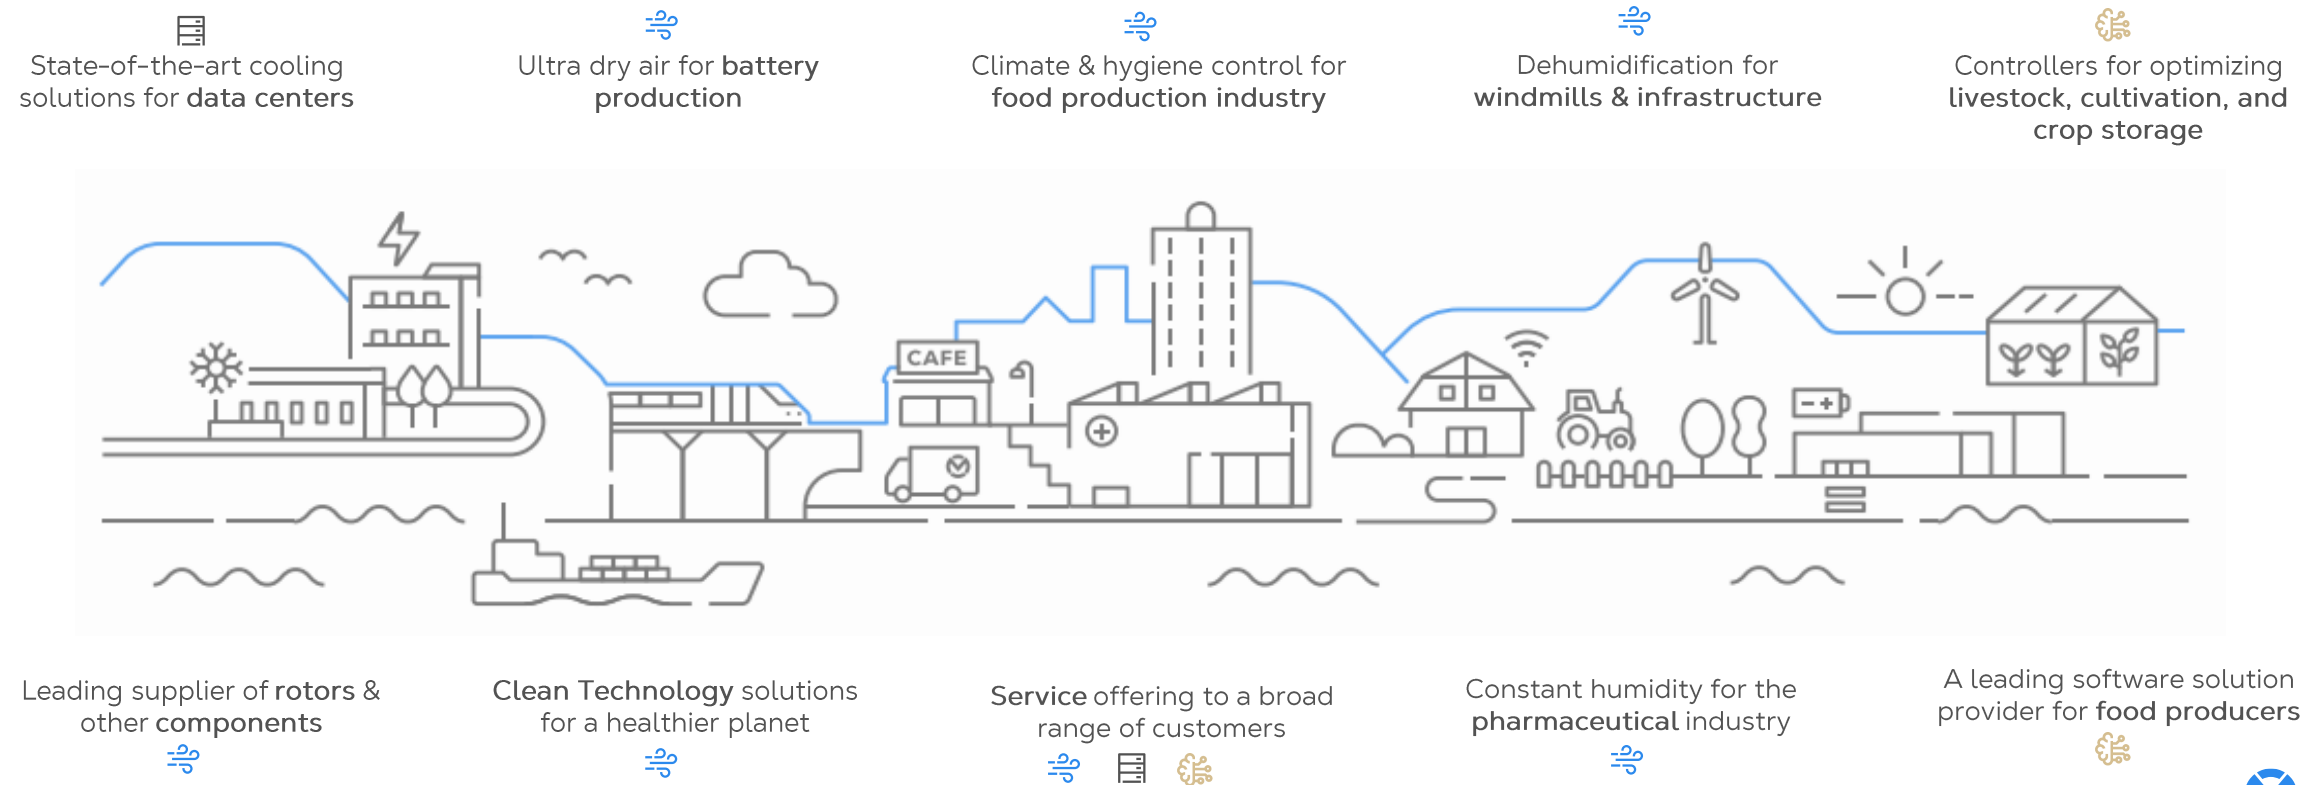 State-of-the-art cooling
solutions for data centers
Ultra dry air for battery
production
Climate & hygiene control for
food production industry
Dehumidification for
windmills & infrastructure
Controllers for optimizing
livestock, cultivation, and
crop storage
CAFE
Leading supplier of rotors &
other components
Clean Technology solutions
for a healthier planet
Service offering to a broad
range of customers
Constant humidity for the
pharmaceutical industry
A leading software solution
provider for food producers